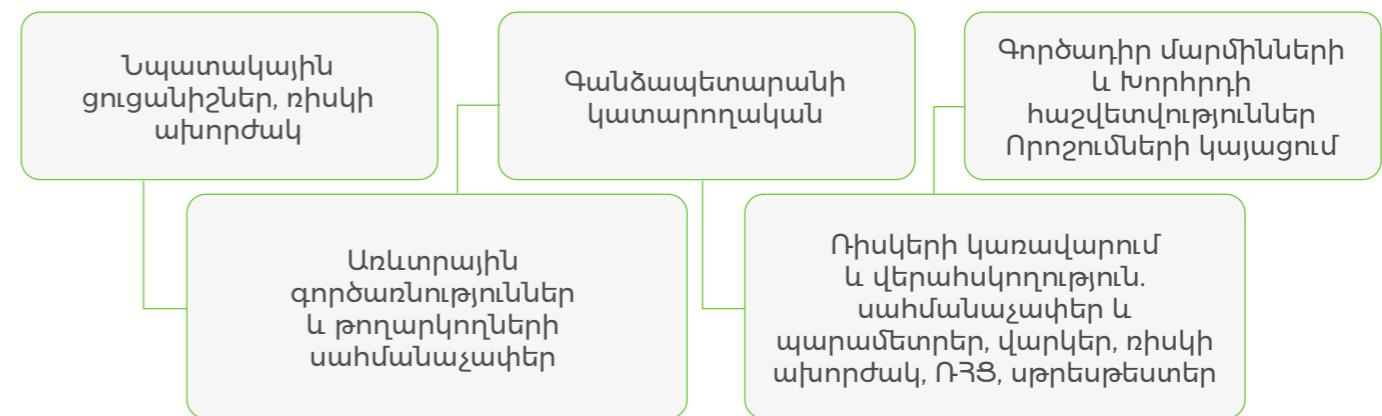 Նպատակային
ցուցանիշներ, ռիսկի
ախորժակ
Առևտրային
գործառնություններ
և թողարկողների
սահմանաչափեր
Գանձապետարանի
կատարողական
Ռիսկերի կառավարում
և վերահսկողություն.
սահմանաչափեր և
պարամետրեր, վարկեր, ռիսկի
ախորժակ, ՌՀՑ, սթրեսթեստեր
Գործադիր մարմինների
և Խորհրդի
հաշվետվություններ
Որոշումների կայացում